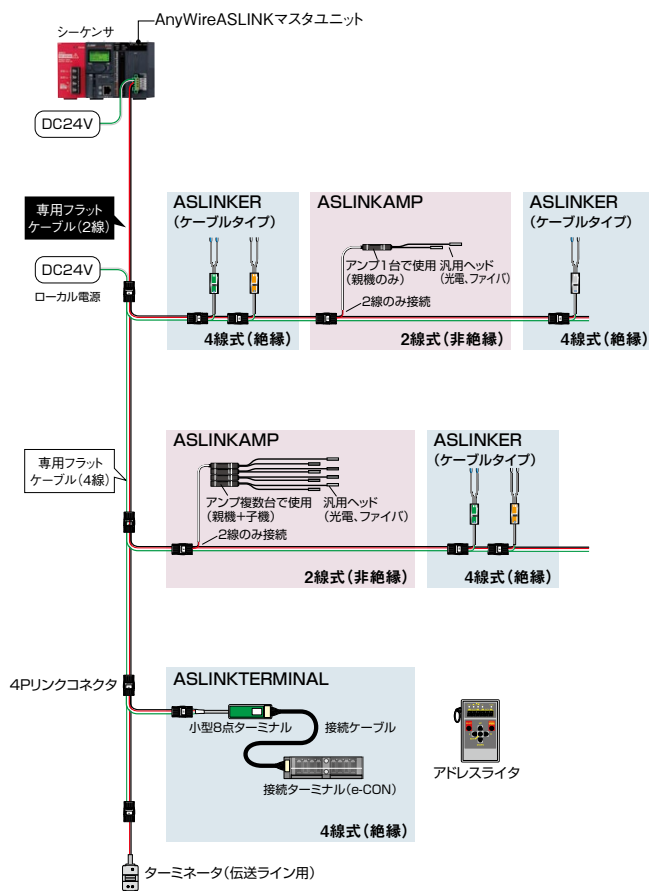 シーケンサ
AnyWireASLINKマスタユニット
DC24V
専用フラット
ケーブル（2線）
DC24V
ローカル電源
ASLINKER
（ケーブルタイプ）
4線式（絶縁）
ASLINKAMP
アンプ1台で使用
（親機のみ）
汎用ヘッド
（光電、ファイバ）
2線のみ接続
2線式（非絶縁）
ASLINKER
（ケーブルタイプ）
4線式（絶縁）
専用フラット
ケーブル（4線）
ASLINKAMP
アンプ複数台で使用
（親機＋子機）
汎用ヘッド
（光電、ファイバ）
2線のみ接続
2線式（非絶縁）
ASLINKER
（ケーブルタイプ）
4線式（絶縁）
4Pリンクコネクタ
ASLINKTERMINAL
小型8点ターミナル
接続ケーブル
接続ターミナル（e-CON）
4線式（絶縁）
アドレスライタ
ターミネータ（伝送ライン用）